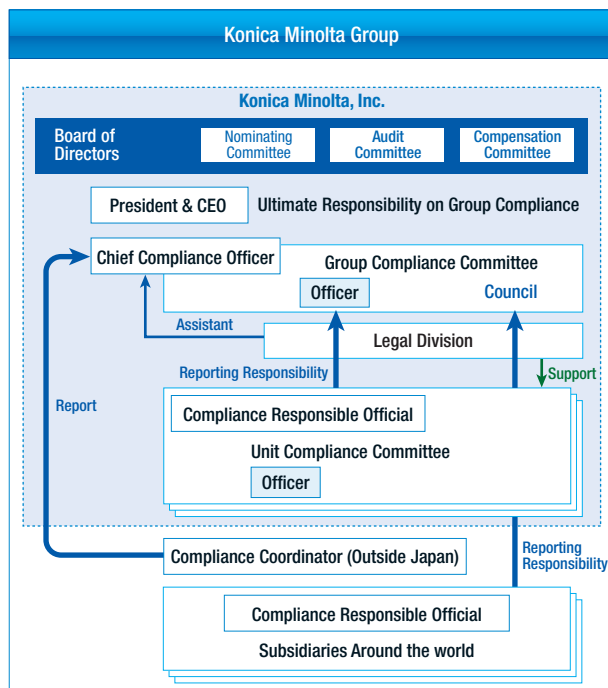 Konica Minolta Group
Konica Minolta, Inc.
Board of
Directors
Nominating
Committee
Audit
Committee
Compensation
Committee
President & CEO
Ultimate Responsibility on Group Compliance
Chief Compliance Officer
Group Compliance Committee
Officer
Council
Assistant
Legal Division
Reporting Responsibility
Support
Report
Compliance Responsible Official
Unit Compliance Committee
Officer
Compliance Coordinator (Outside Japan)
Reporting
Responsibility
Compliance Responsible Official
Subsidiaries Around the world